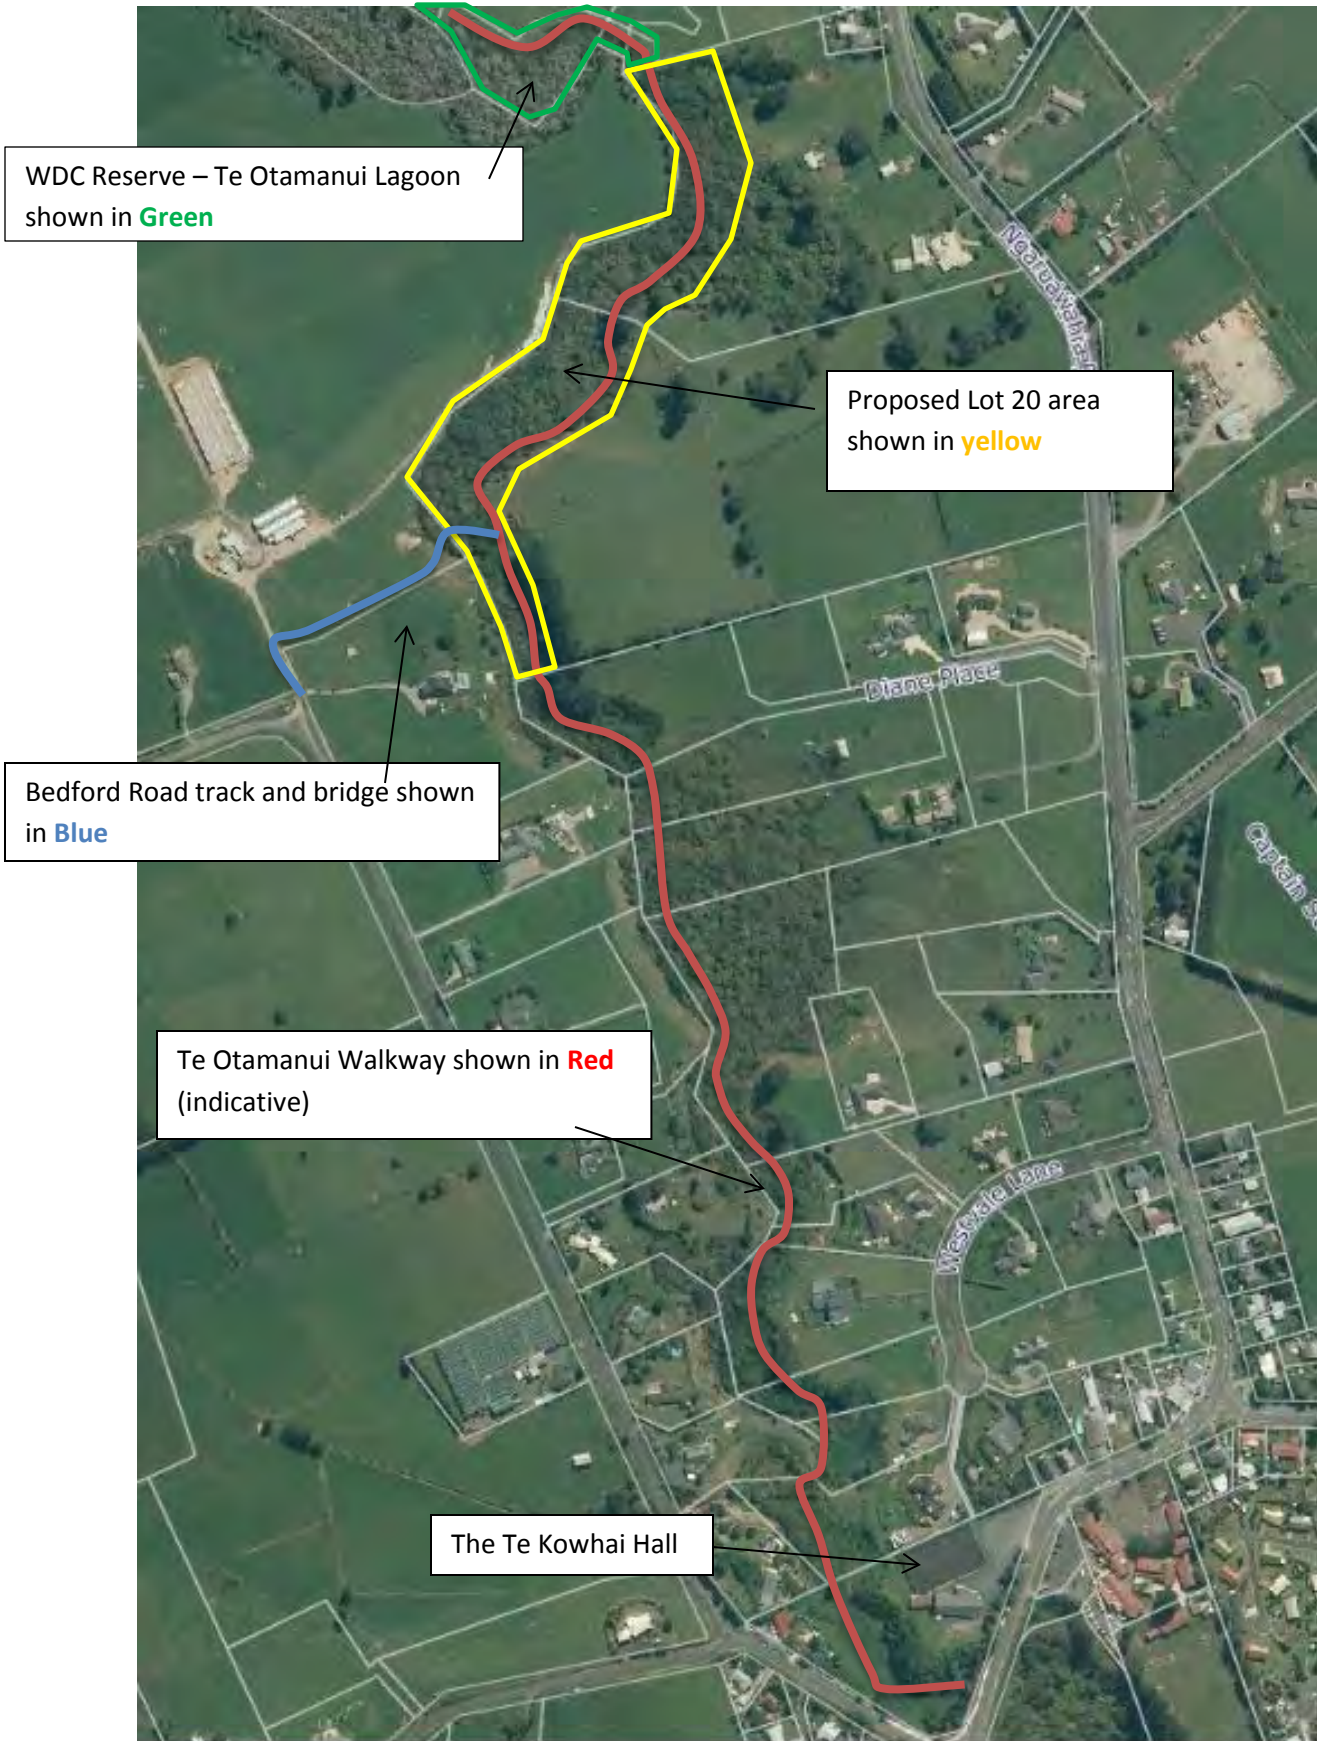 WDC Reserve – Te Otamanui Lagoon
shown in Green
Proposed Lot 20 area
shown in yellow
Diane Place
Bedford Road track and bridge shown
in Blue
Te Otamanui Walkway shown in Red
(indicative)
Westvale Lane
The Te Kowhai Hall
Captain